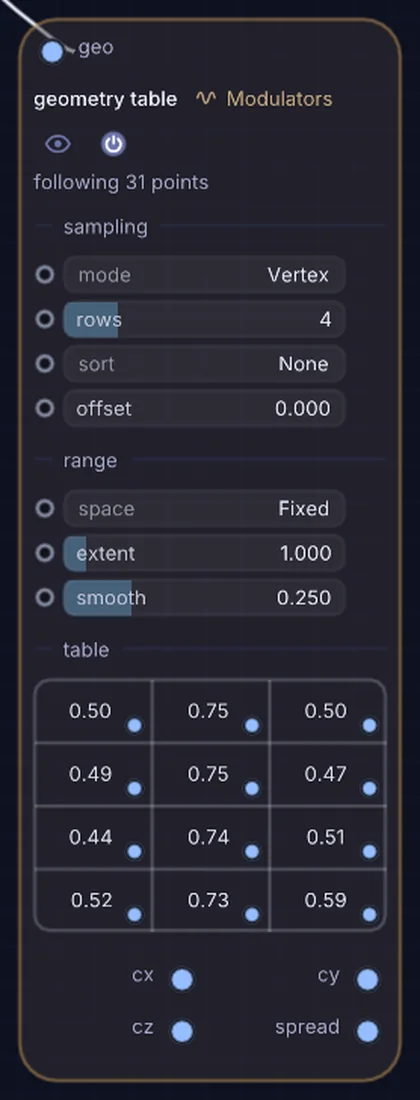 geo
geometry table Modulators
following 31 points
sampling
mode Vertex
rows 4
sort None
offset 0.000
range
space Fixed
extent 1.000
smooth 0.250
table
0.50 0.75 0.50
0.49 0.75 0.47
0.44 0.74 0.51
0.52 0.73 0.59
cx cy
cz spread